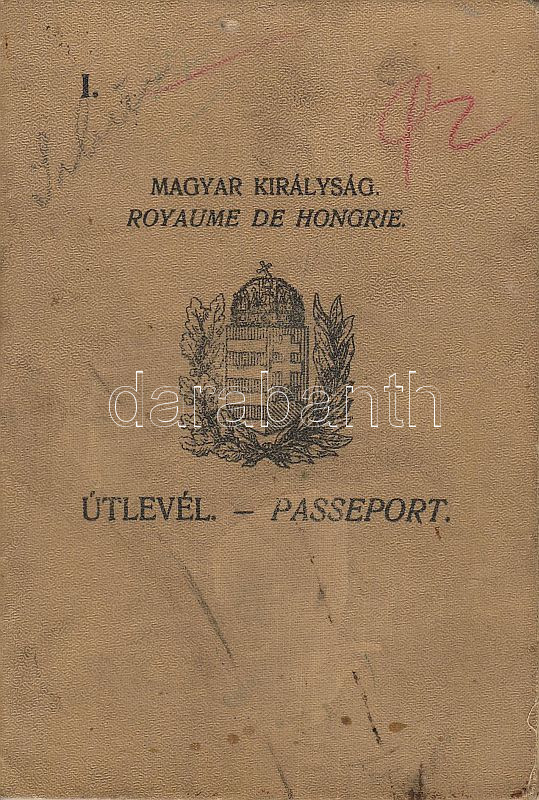 I.
MAGYAR KIRÁLYSÁG.
ROYAUME DE HONGRIE.
darabanth
ÚTLEVÉL. – PASSEPORT.